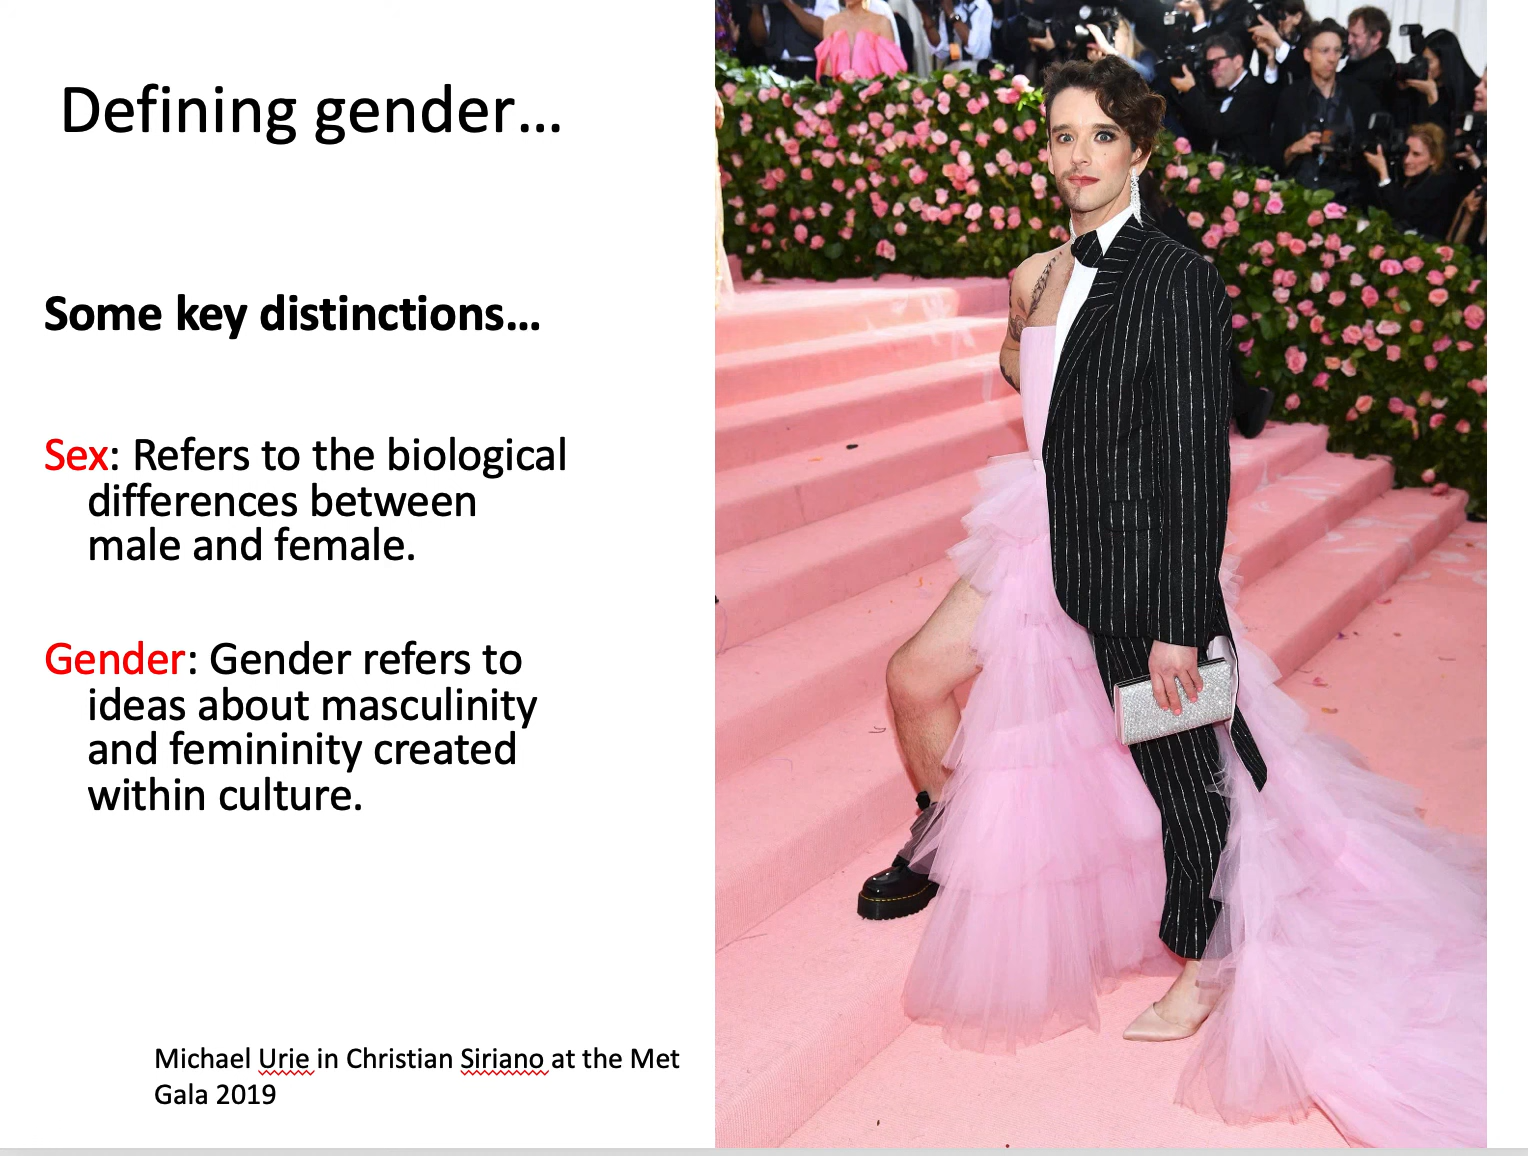 Defining gender…
Some key distinctions…
Sex: Refers to the biological
differences between
male and female.
Gender: Gender refers to
ideas about masculinity
and femininity created
within culture.
Michael Urie in Christian Siriano at the Met
Gala 2019